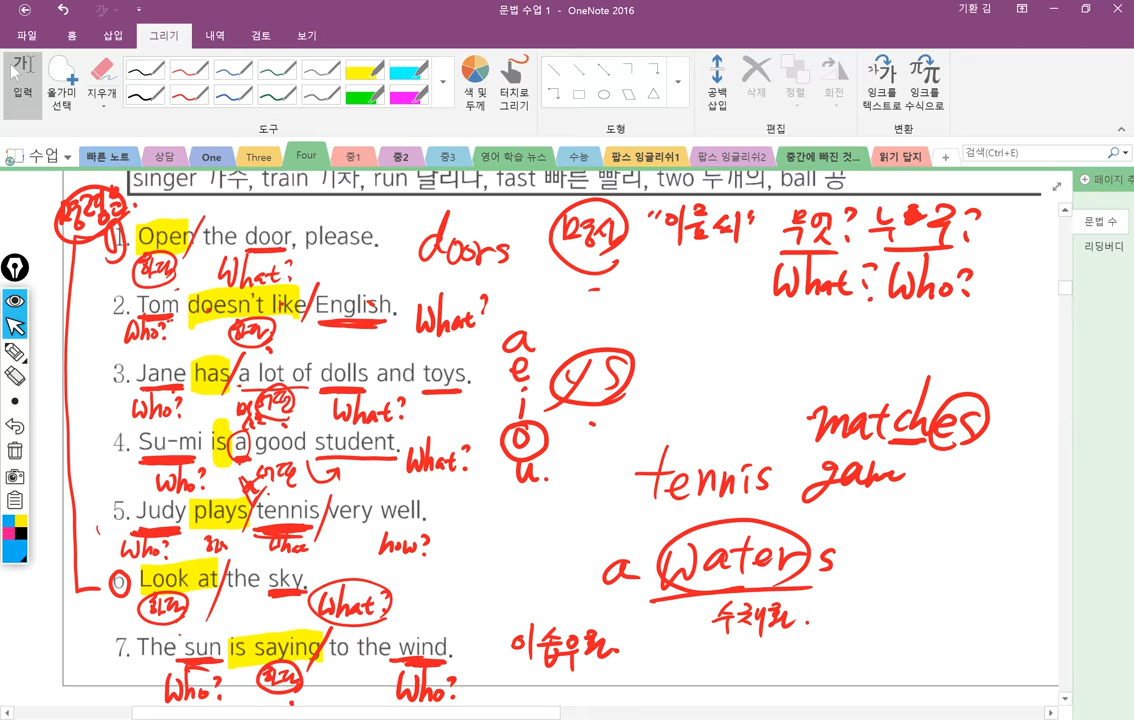 문법 수업 1 - OneNote 2016
기환 김
파일 홈 삽입 그리기 내역 검토 보기
입력
올가미 선택
지우개
색 및 두께
터치로 그리기
공백 삽입
삭제
정렬
회전
잉크를 텍스트로
잉크를 수식으로
도구
도형
편집
변환
수업
빠른 노트 상담 One Three Four 중1 중2 중3 영어 학습 뉴스 수능 팝스 잉글리쉬1 팝스 잉글리쉬2 중간에 빠진 것... 읽기 답지
검색(Ctrl+E)
페이지 추
문법 수
리딩버디
singer 가수, train 기차, run 달리다, fast 빠른 빨리, two 두개의, ball 공
1. Open the door, please.
doors
명사 "이름씨" 무엇? 누구?
What?
What? Who?
2. Tom doesn't like English.
Who?
What?
3. Jane has a lot of dolls and toys.
Who?
What?
a
e
i
o
u.
y s
4. Su-mi is a good student.
Who?
What?
matches
tennis game
5. Judy plays tennis very well.
Who?
What
how?
a waters
수채화.
6. Look at the sky.
What?
7. The sun is saying to the wind.
Who?
Who?
이솝우화